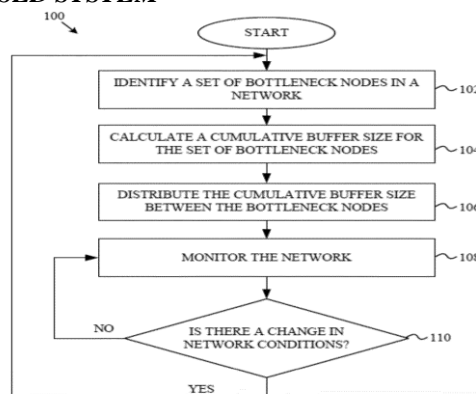 100
START
IDENTIFY A SET OF BOTTLENECK NODES IN A
NETWORK
CALCULATE A CUMULATIVE BUFFER SIZE FOR
THE SET OF BOTTLENECK NODES
DISTRIBUTE THE CUMULATIVE BUFFER SIZE
BETWEEN THE BOTTLENECK NODES
MONITOR THE NETWORK
NO
IS THERE A CHANGE IN
NETWORK CONDITIONS?
110
YES